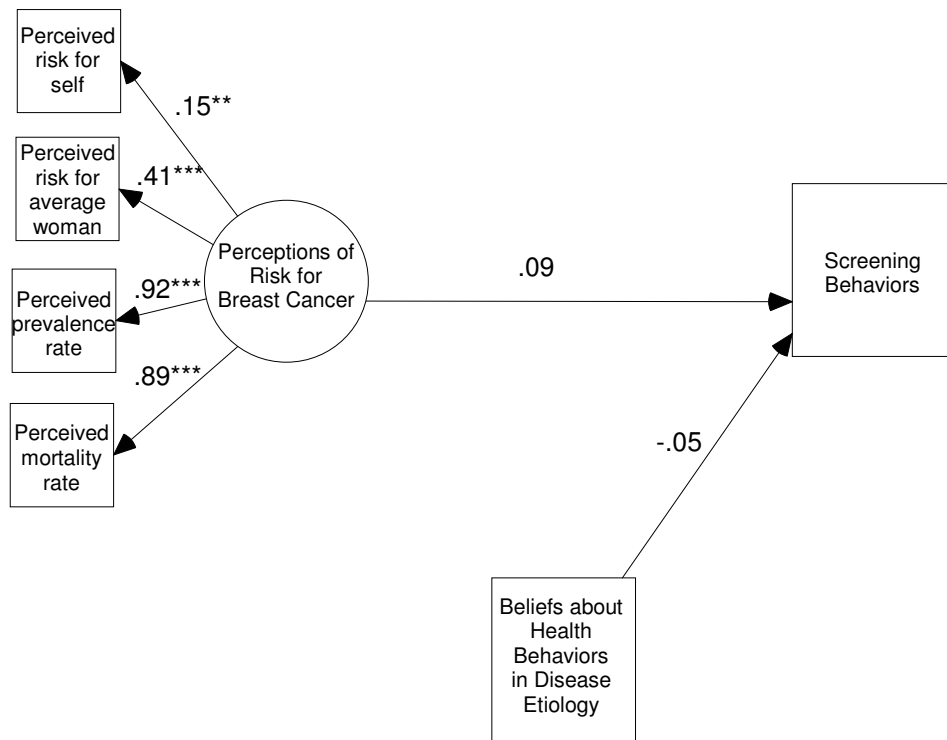 Perceived
risk for
self
.15**
Perceived
risk for
average
woman
.41***
Perceptions of
Risk for
Breast Cancer
.09
Screening
Behaviors
Perceived
prevalence
rate
.92***
.89***
Perceived
mortality
rate
-.05
Beliefs about
Health
Behaviors
in Disease
Etiology